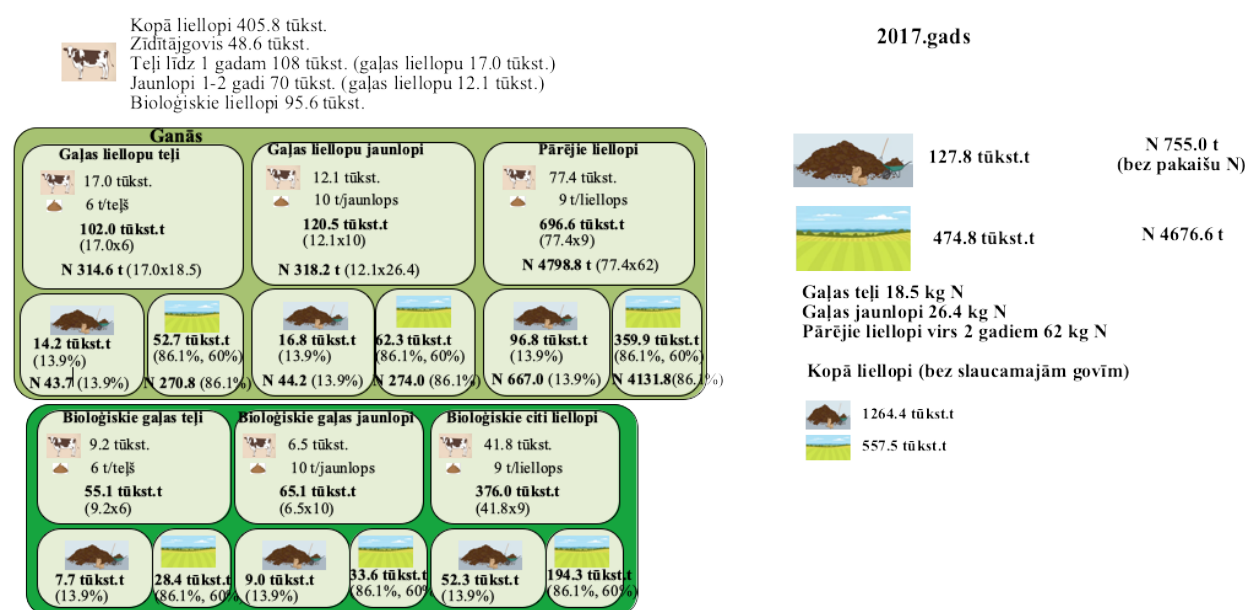 Kopā liellopi 405.8 tūkst.
Zīdītājgovis 48.6 tūkst.
Teļi līdz 1 gadam 108 tūkst. (gaļas liellopu 17.0 tūkst.)
Jaunlopi 1-2 gadi 70 tūkst. (gaļas liellopu 12.1 tūkst.)
Bioloģiskie liellopi 95.6 tūkst.
2017.gads
Ganās
Gaļas liellopu teļi
17.0 tūkst.
6 t/teļš
102.0 tūkst.t
(17.0x6)
N 314.6 t (17.0x18.5)
Gaļas liellopu jaunlopi
12.1 tūkst.
10 t/jaunlops
120.5 tūkst.t
(12.1x10)
N 318.2 t (12.1x26.4)
Pārējie liellopi
77.4 tūkst.
9 t/liellops
696.6 tūkst.t
(77.4x9)
N 4798.8 t (77.4x62)
14.2 tūkst.t
(13.9%)
N 43.7 (13.9%)
52.7 tūkst.t
(86.1%, 60%)
N 270.8 (86.1%)
16.8 tūkst.t
(13.9%)
N 44.2 (13.9%)
62.3 tūkst.t
(86.1%, 60%)
N 274.0 (86.1%)
96.8 tūkst.t
(13.9%)
N 667.0 (13.9%)
359.9 tūkst.t
(86.1%, 60%)
N 4131.8(86.1%)
Bioloģiskie gaļas teļi
9.2 tūkst.
6 t/teļš
55.1 tūkst.t
(9.2x6)
Bioloģiskie gaļas jaunlopi
6.5 tūkst.
10 t/jaunlops
65.1 tūkst.t
(6.5x10)
Bioloģiskie citi liellopi
41.8 tūkst.
9 t/liellops
376.0 tūkst.t
(41.8x9)
7.7 tūkst.t
(13.9%)
28.4 tūkst.t
(86.1%, 60%)
9.0 tūkst.t
(13.9%)
33.6 tūkst.t
(86.1%, 60%)
52.3 tūkst.t
(13.9%)
194.3 tūkst.t
(86.1%, 60%)
127.8 tūkst.t
N 755.0 t
(bez pakaišu N)
474.8 tūkst.t
N 4676.6 t
Gaļas teļi 18.5 kg N
Gaļas jaunlopi 26.4 kg N
Pārējie liellopi virs 2 gadiem 62 kg N
Kopā liellopi (bez slaucamajām govīm)
1264.4 tūkst.t
557.5 tūkst.t